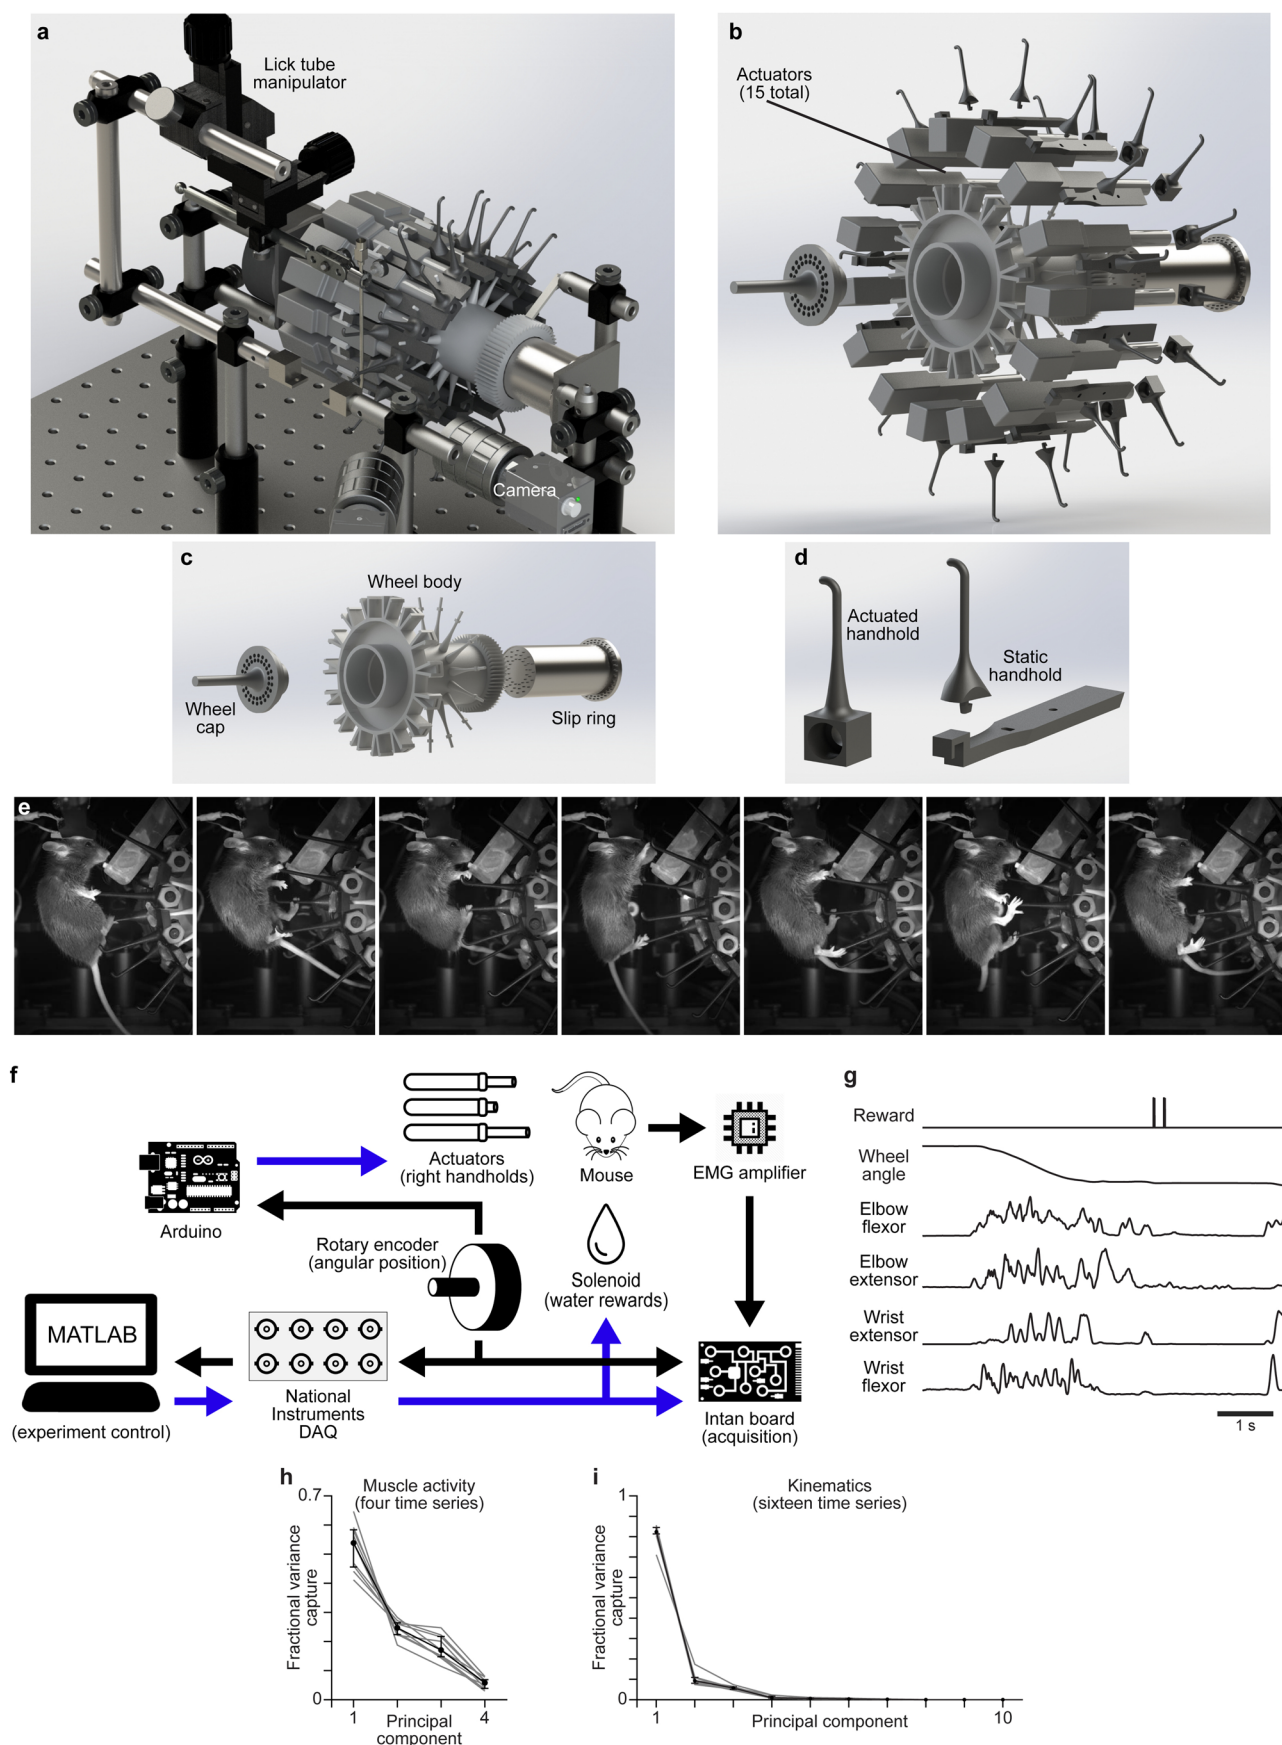 a
Lick tube
manipulator
Camera
b
Actuators
(15 total)
c
Wheel body
Wheel
cap
Slip ring
d
Actuated
handhold
Static
handhold
e
f
Actuators
(right handholds)
Mouse
EMG amplifier
Arduino
Rotary encoder
(angular position)
Solenoid
(water rewards)
MATLAB
(experiment control)
National
Instruments
DAQ
Intan board
(acquisition)
g
Reward
Wheel
angle
Elbow
flexor
Elbow
extensor
Wrist
extensor
Wrist
flexor
1 s
h
Muscle activity
(four time series)
0.7
Fractional variance
capture
0
1
4
Principal
component
i
Kinematics
(sixteen time series)
1
Fractional variance
capture
0
1
10
Principal component